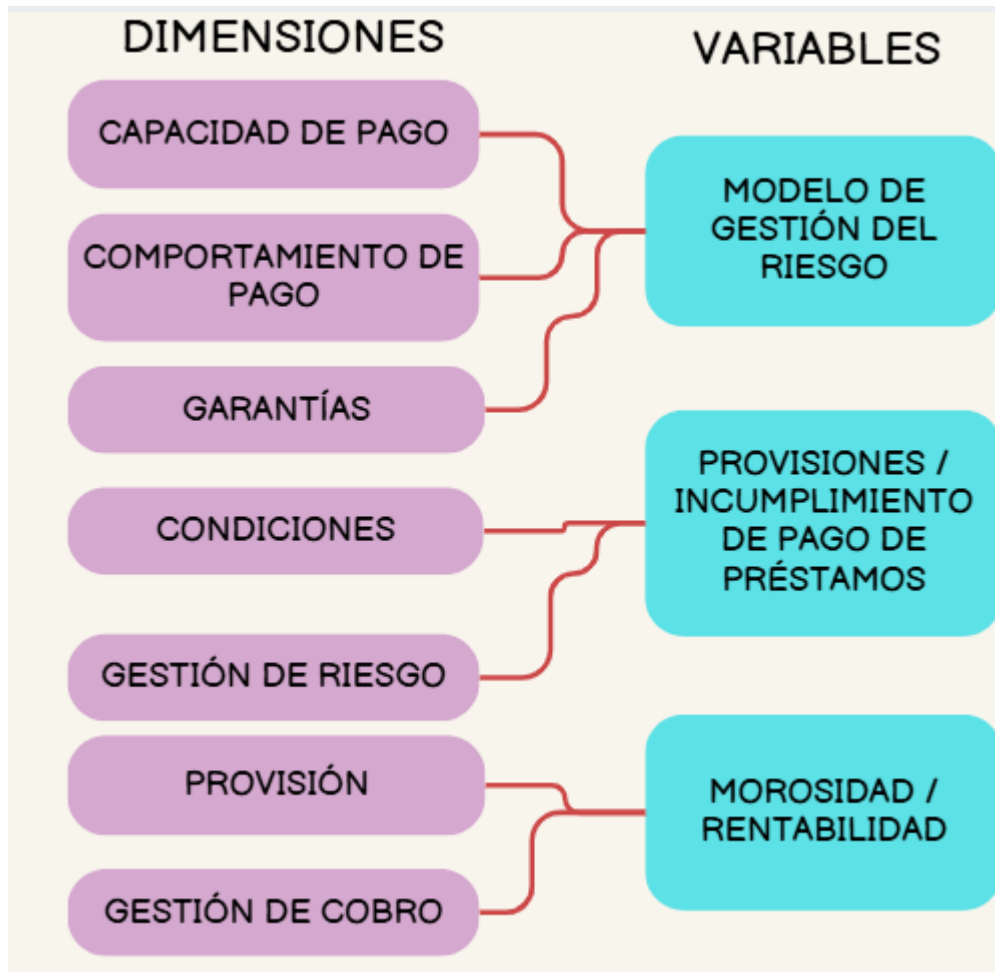 DIMENSIONES
VARIABLES
CAPACIDAD DE PAGO
COMPORTAMIENTO DE
PAGO
GARANTÍAS
MODELO DE
GESTIÓN DEL
RIESGO
CONDICIONES
GESTIÓN DE RIESGO
PROVISIONES /
INCUMPLIMIENTO
DE PAGO DE
PRÉSTAMOS
PROVISIÓN
GESTIÓN DE COBRO
MOROSIDAD /
RENTABILIDAD